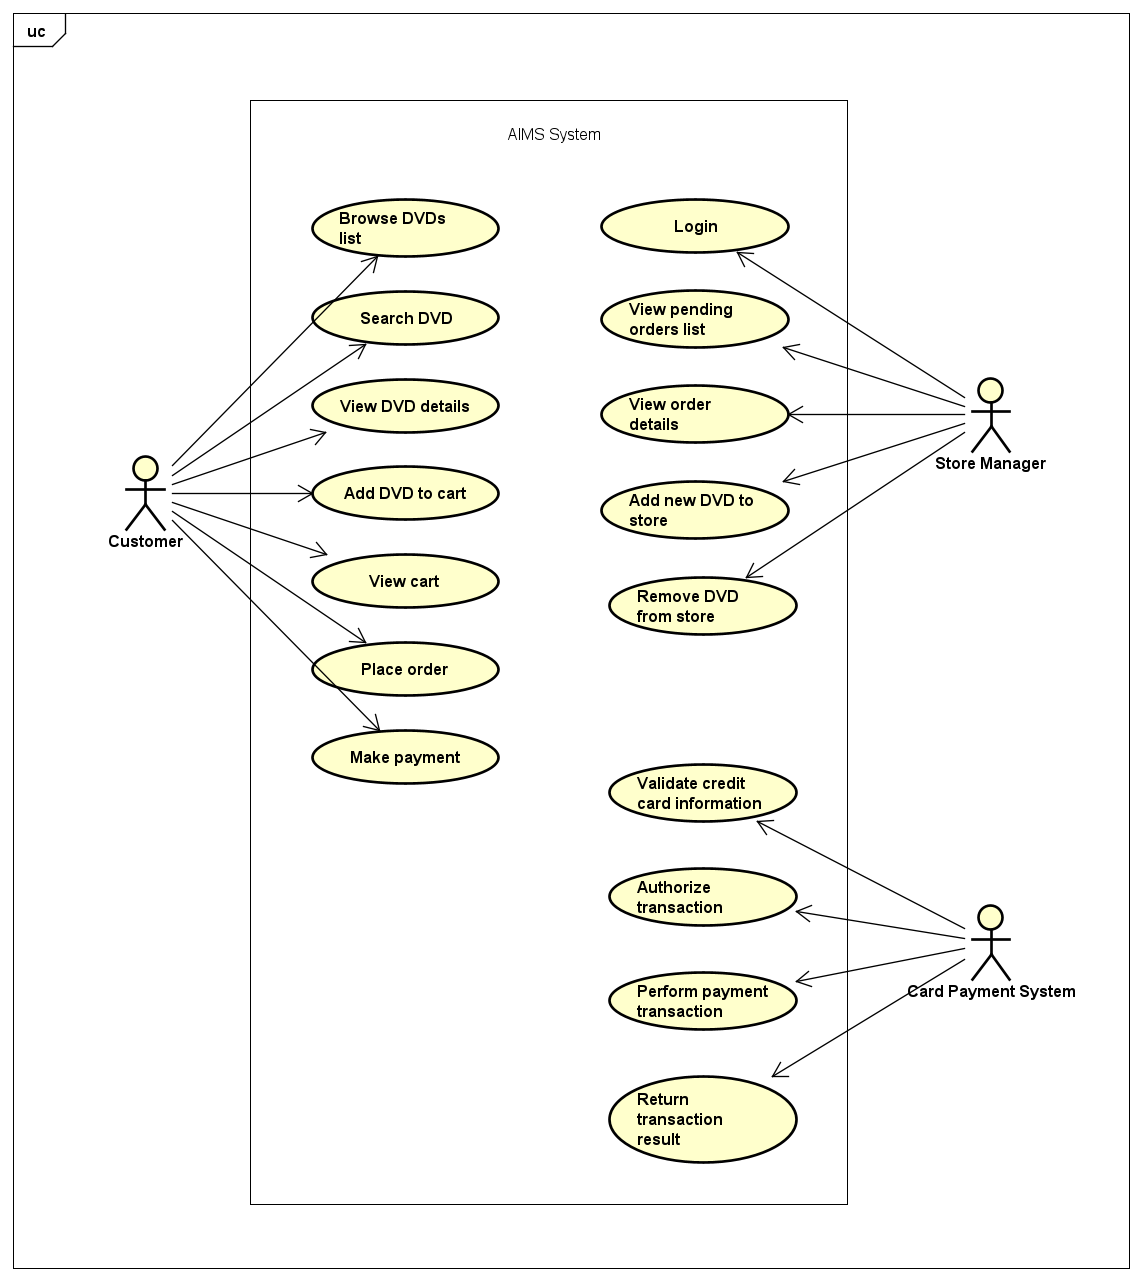 uc
AIMS System
Browse DVDs
list
Search DVD
View DVD details
Add DVD to cart
View cart
Place order
Make payment
Customer
Login
View pending
orders list
View order
details
Add new DVD to
store
Remove DVD
from store
Store Manager
Validate credit
card information
Authorize
transaction
Perform payment
transaction
Return
transaction
result
Card Payment System